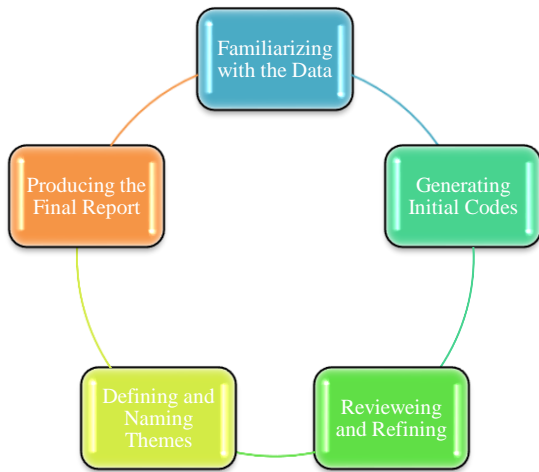 Familiarizing
with the Data
Generating
Initial Codes
Revieweing
and Refining
Defining and
Naming
Themes
Producing the
Final Report